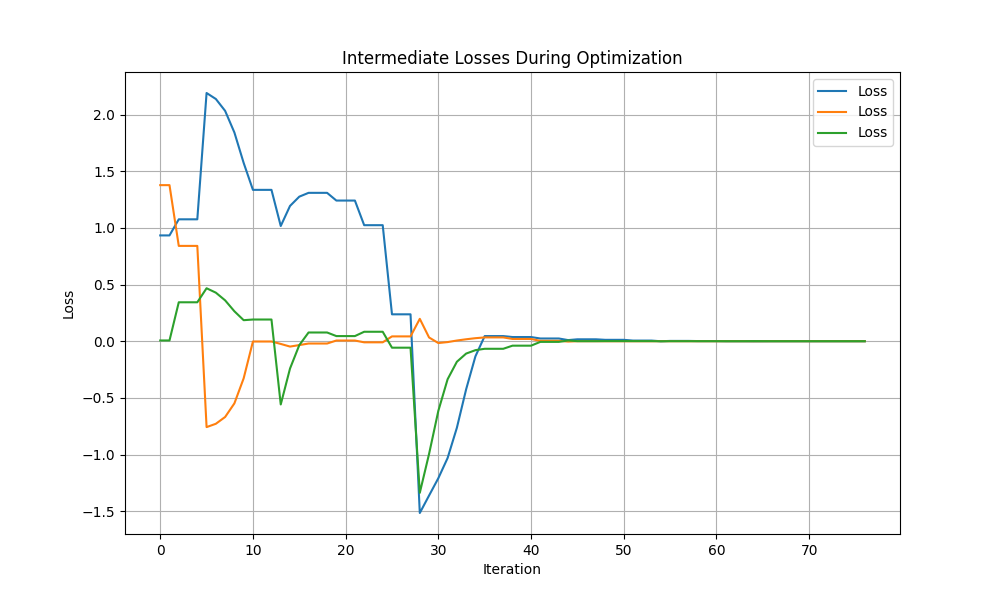 Intermediate Losses During Optimization
Loss
Loss
Loss
2.0
1.5
1.0
0.5
0.0
−0.5
−1.0
−1.5
Loss
0 10 20 30 40 50 60 70
Iteration